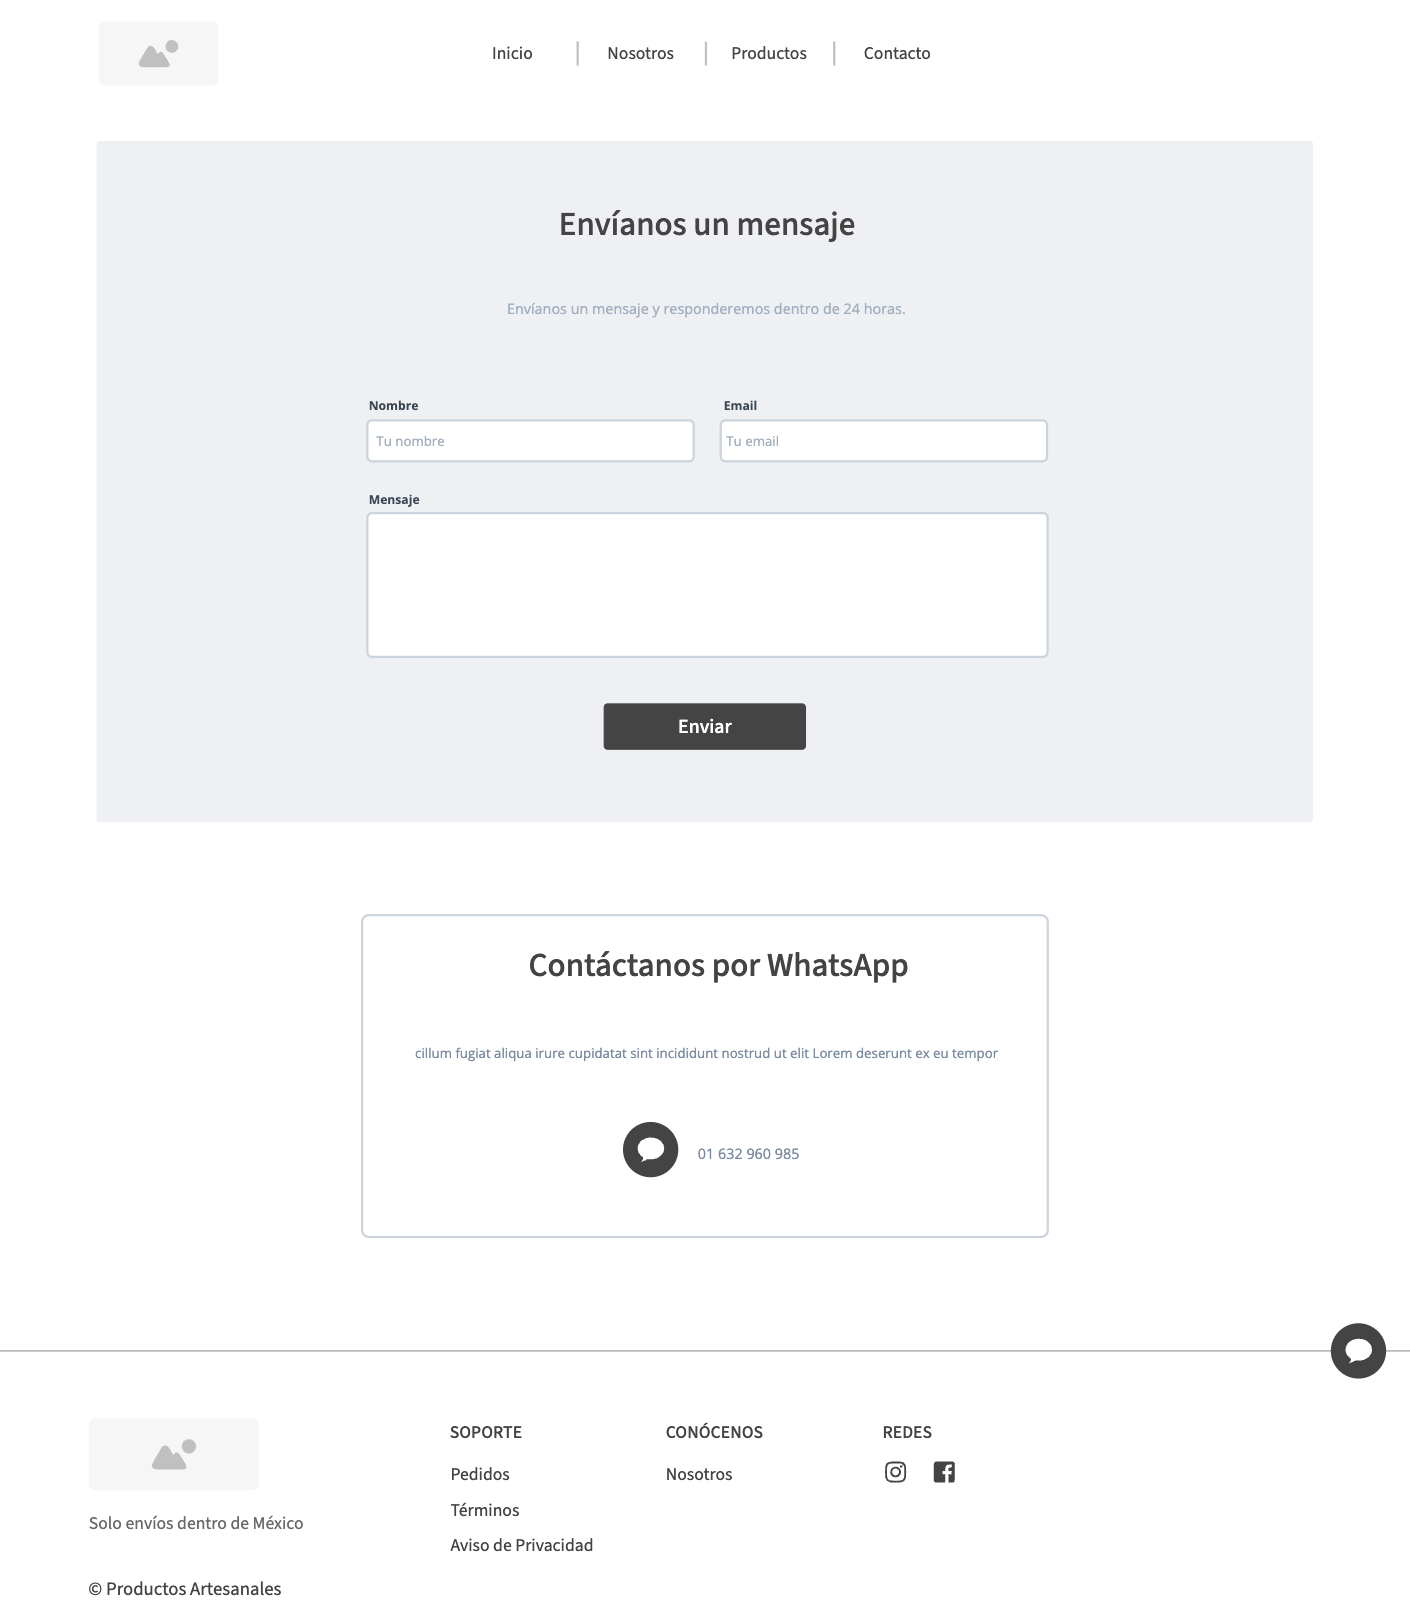 Inicio
Nosotros
Productos
Contacto
Envíanos un mensaje
Envíanos un mensaje y responderemos dentro de 24 horas.
Nombre
Email
Tu nombre
Tu email
Mensaje
Enviar
Contáctanos por WhatsApp
cillum fugiat aliqua irure cupidatat sint incididunt nostrud ut elit Lorem deserunt ex eu tempor
01 632 960 985
Solo envíos dentro de México
© Productos Artesanales
SOPORTE
Pedidos
Términos
Aviso de Privacidad
CONÓCENOS
Nosotros
REDES